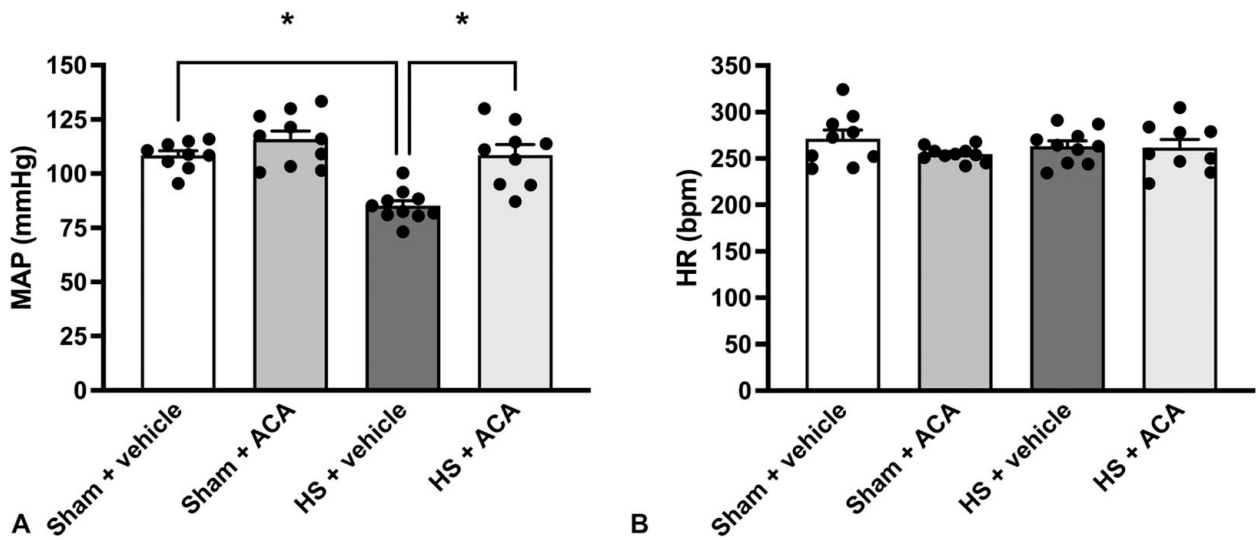 * *
MAP (mmHg)
150
125
100
75
50
25
0
Sham + vehicle
Sham + ACA
HS + vehicle
HS + ACA
A
HR (bpm)
350
300
250
200
150
100
50
0
Sham + vehicle
Sham + ACA
HS + vehicle
HS + ACA
B